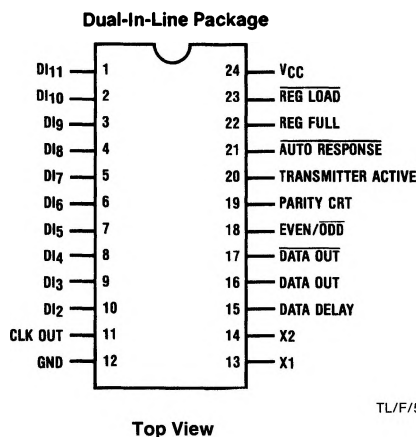 Dual-In-Line Package
DI11 1 24 VCC
DI10 2 23 REG LOAD
DI9 3 22 REG FULL
DI8 4 21 AUTO RESPONSE
DI7 5 20 TRANSMITTER ACTIVE
DI6 6 19 PARITY CRT
DI5 7 18 EVEN/ODD
DI4 8 17 DATA OUT
DI3 9 16 DATA OUT
DI2 10 15 DATA DELAY
CLK OUT 11 14 X2
GND 12 13 X1
TL/F/5
Top View